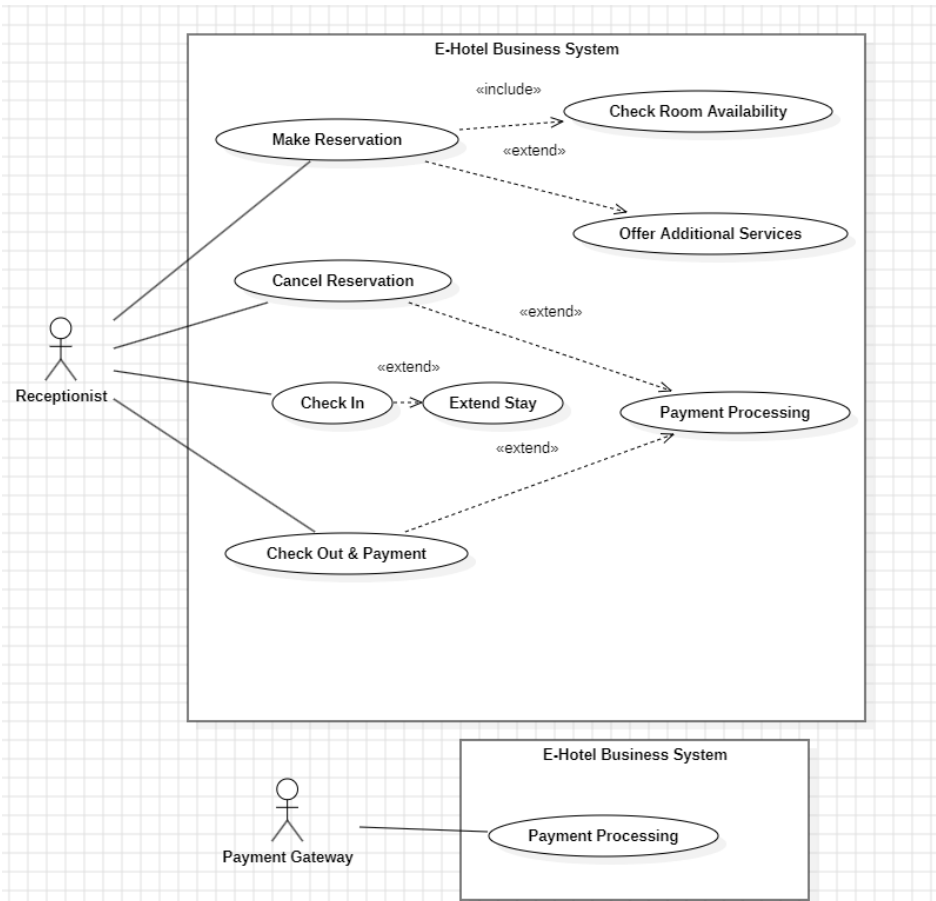 E-Hotel Business System
«include»
Check Room Availability
Make Reservation
«extend»
Offer Additional Services
Cancel Reservation
«extend»
Receptionist
«extend»
Check In
Extend Stay
Payment Processing
«extend»
Check Out & Payment
E-Hotel Business System
Payment Gateway
Payment Processing